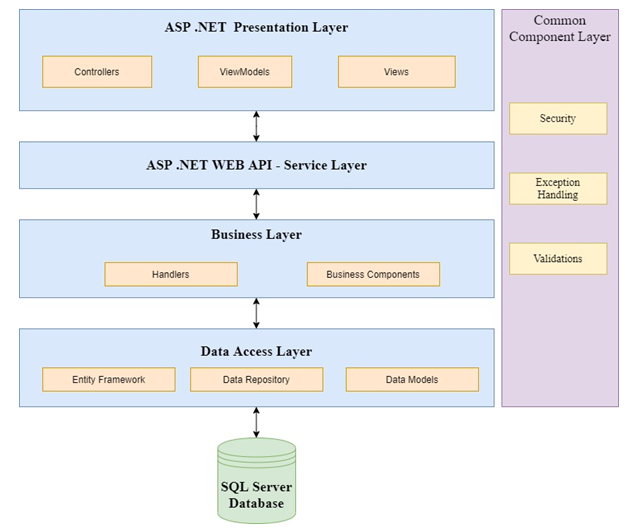 ASP .NET  Presentation Layer
Controllers
ViewModels
Views
ASP .NET WEB API - Service Layer
Business Layer
Handlers
Business Components
Data Access Layer
Entity Framework
Data Repository
Data Models
SQL Server
Database
Common
Component Layer
Security
Exception
Handling
Validations